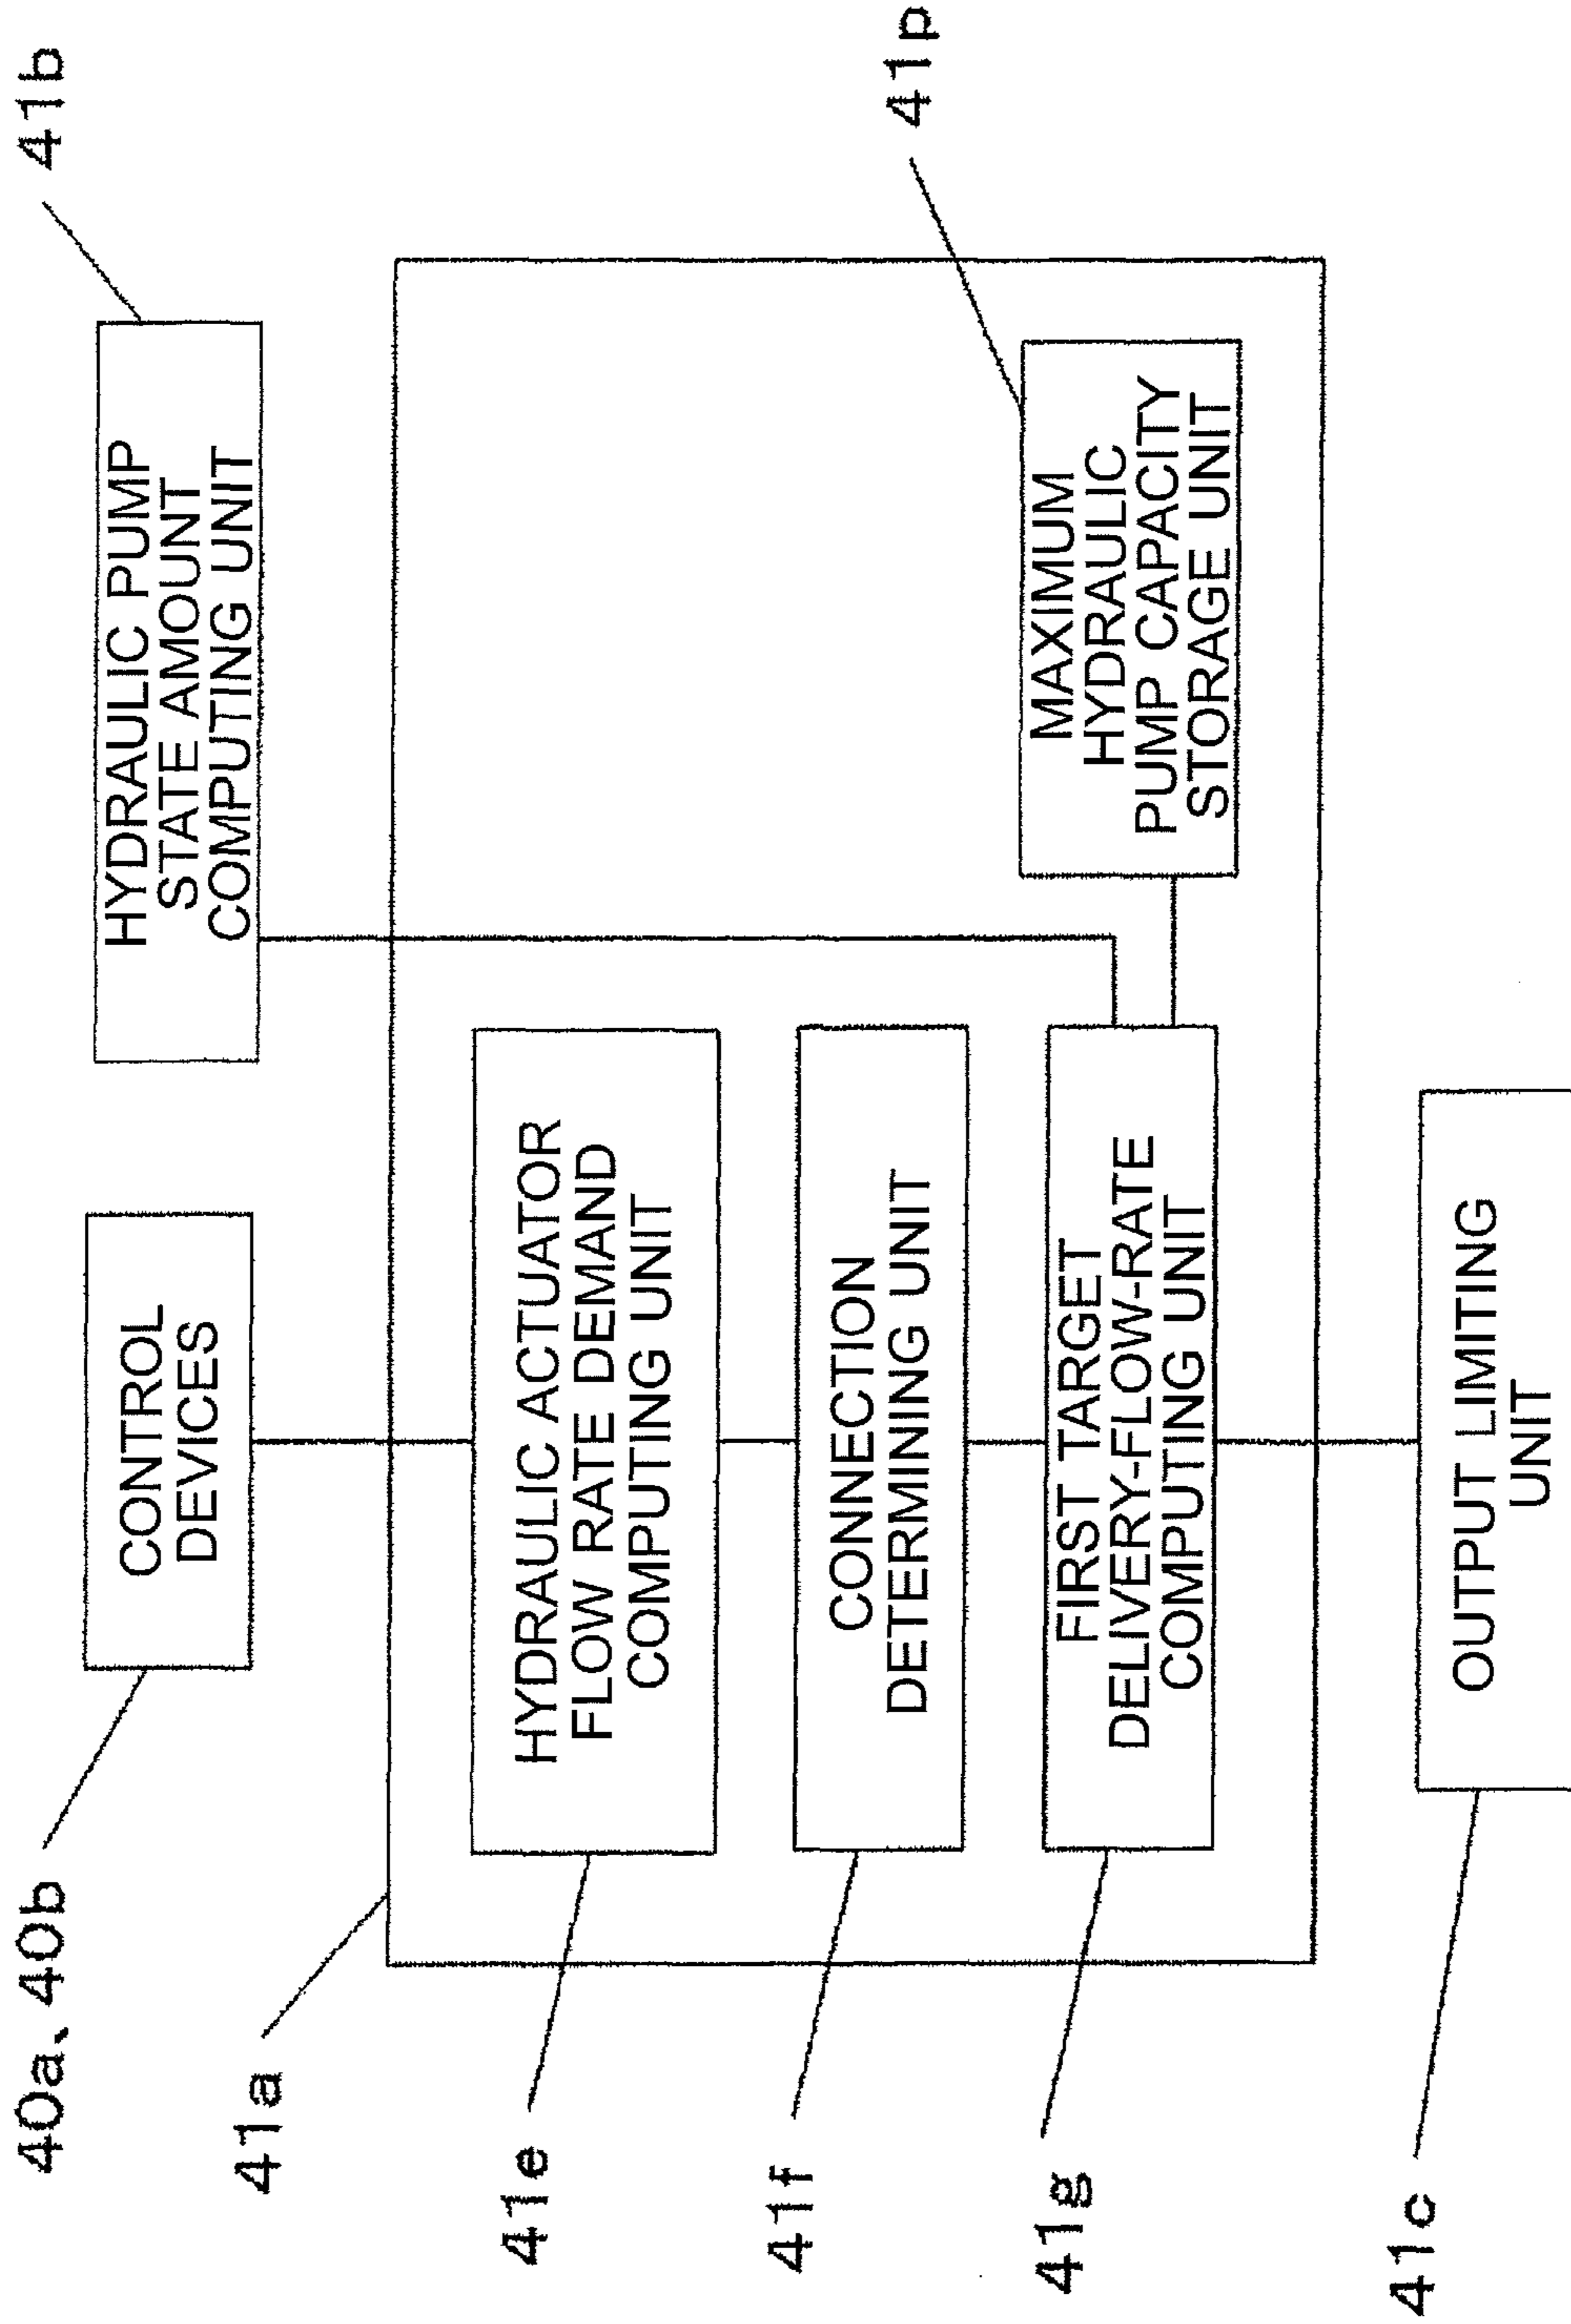 40a、40b
CONTROL
DEVICES
HYDRAULIC PUMP
STATE AMOUNT
COMPUTING UNIT
41b
41a
41e
HYDRAULIC ACTUATOR
FLOW RATE DEMAND
COMPUTING UNIT
41f
CONNECTION
DETERMINING UNIT
41g
FIRST TARGET
DELIVERY-FLOW-RATE
COMPUTING UNIT
MAXIMUM
HYDRAULIC
PUMP CAPACITY
STORAGE UNIT
41p
41c
OUTPUT LIMITING
UNIT